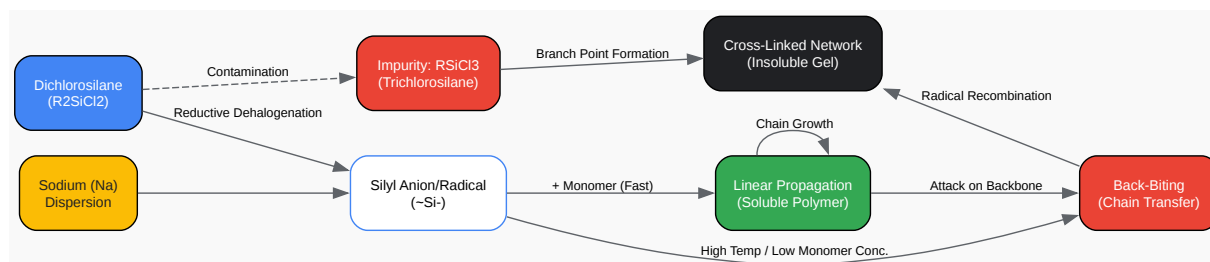 Dichlorosilane
(R2SiCl2)
Contamination
Reductive Dehalogenation
Impurity: RSiCl3
(Trichlorosilane)
Branch Point Formation
Cross-Linked Network
(Insoluble Gel)
Radical Recombination
Chain Growth
Sodium (Na)
Dispersion
Silyl Anion/Radical
(~Si-)
+ Monomer (Fast)
Linear Propagation
(Soluble Polymer)
Attack on Backbone
Back-Biting
(Chain Transfer)
High Temp / Low Monomer Conc.